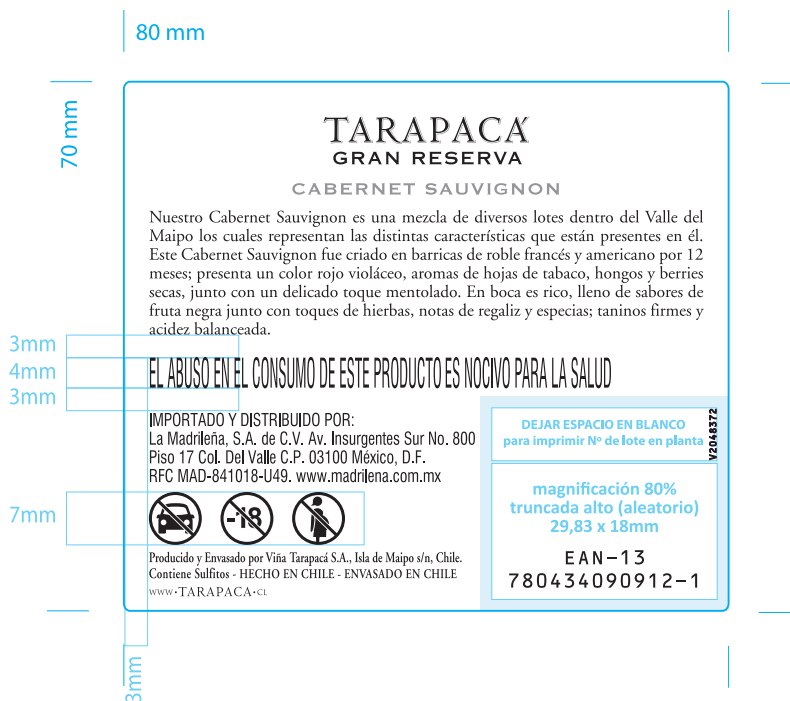 80 mm
70 mm
TARAPACÁ
GRAN RESERVA
CABERNET SAUVIGNON
Nuestro Cabernet Sauvignon es una mezcla de diversos lotes dentro del Valle del
Maipo los cuales representan las distintas características que están presentes en él.
Este Cabernet Sauvignon fue criado en barricas de roble francés y americano por 12
meses; presenta un color rojo violáceo, aromas de hojas de tabaco, hongos y berries
secas, junto con un delicado toque mentolado. En boca es rico, lleno de sabores de
fruta negra junto con toques de hierbas, notas de regaliz y especias; taninos firmes y
acidez balanceada.
3mm
4mm
3mm
EL ABUSO EN EL CONSUMO DE ESTE PRODUCTO ES NOCIVO PARA LA SALUD
IMPORTADO Y DISTRIBUIDO POR:
La Madrileña, S.A. de C.V. Av. Insurgentes Sur No. 800
Piso 17 Col. Del Valle C.P. 03100 México, D.F.
RFC MAD-841018-U49. www.madrilena.com.mx
7mm
-18
Producido y Envasado por Viña Tarapacá S.A., Isla de Maipo s/n, Chile.
Contiene Sulfitos - HECHO EN CHILE - ENVASADO EN CHILE
WWW·TARAPACA·CL
3mm
DEJAR ESPACIO EN BLANCO
para imprimir Nº de lote en planta
V2048372
magnificación 80%
truncada alto (aleatorio)
29,83 x 18mm
EAN-13
780434090912-1